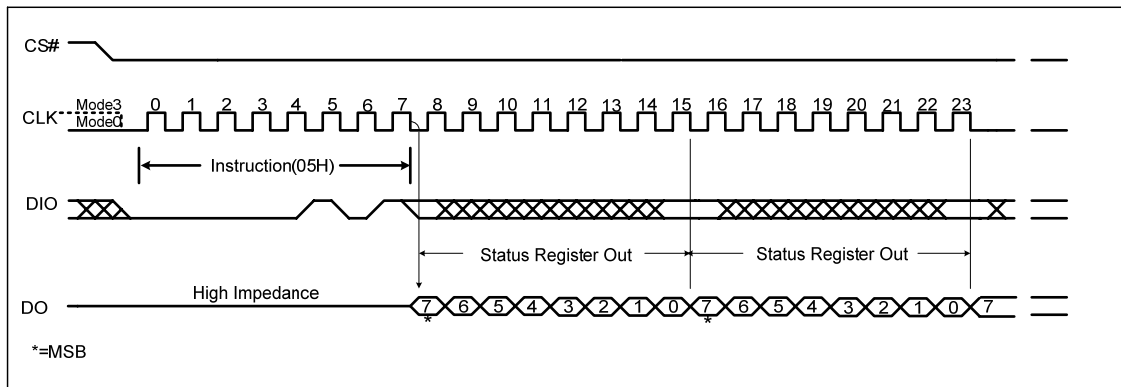 CS#
Mode3
CLK
Mode0
0 1 2 3 4 5 6 7 8 9 10 11 12 13 14 15 16 17 18 19 20 21 22 23
Instruction(05H)
DIO
Status Register Out Status Register Out
High Impedance
DO
7 6 5 4 3 2 1 0 7 6 5 4 3 2 1 0 7
* *
*=MSB